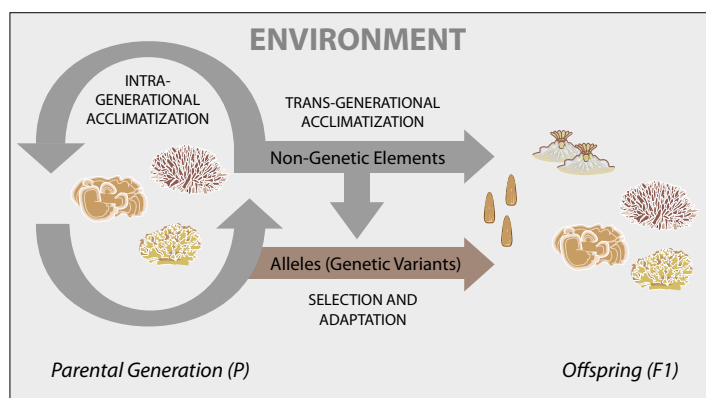 ENVIRONMENT
INTRA-
GENERATIONAL
ACCLIMATIZATION
TRANS-GENERATIONAL
ACCLIMATIZATION
Non-Genetic Elements
Alleles (Genetic Variants)
SELECTION AND
ADAPTATION
Parental Generation (P)
Offspring (F1)